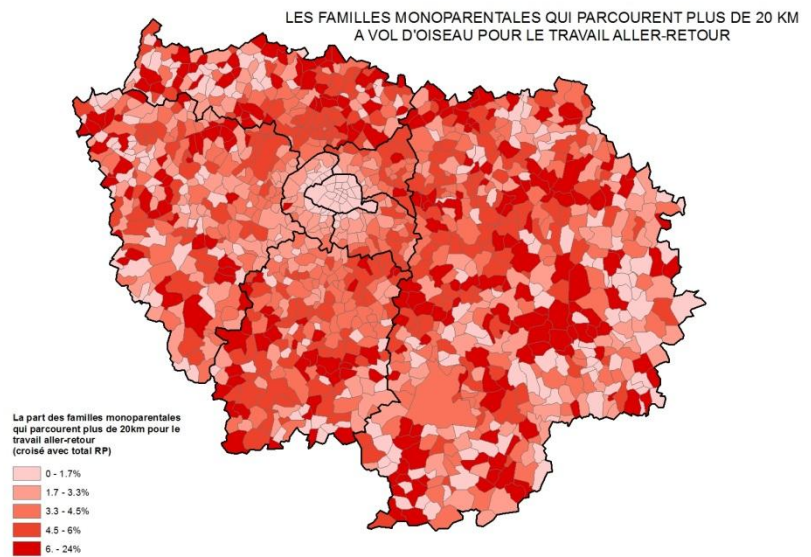 LES FAMILLES MONOPARENTALES QUI PARCOURENT PLUS DE 20 KM
A VOL D'OISEAU POUR LE TRAVAIL ALLER-RETOUR
La part des familles monoparentales
qui parcourent plus de 20km pour le
travail aller-retour
(croisé avec total RP)
0 - 1.7%
1.7 - 3.3%
3.3 - 4.5%
4.5 - 6%
6. - 24%